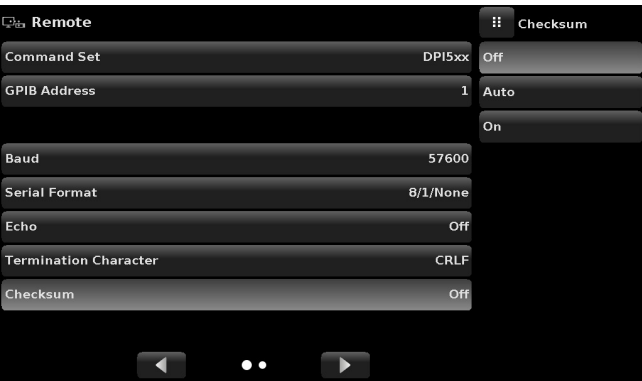 Remote
Command Set DPI5xx
GPIB Address 1
Baud 57600
Serial Format 8/1/None
Echo Off
Termination Character CRLF
Checksum Off
Checksum
Off
Auto
On